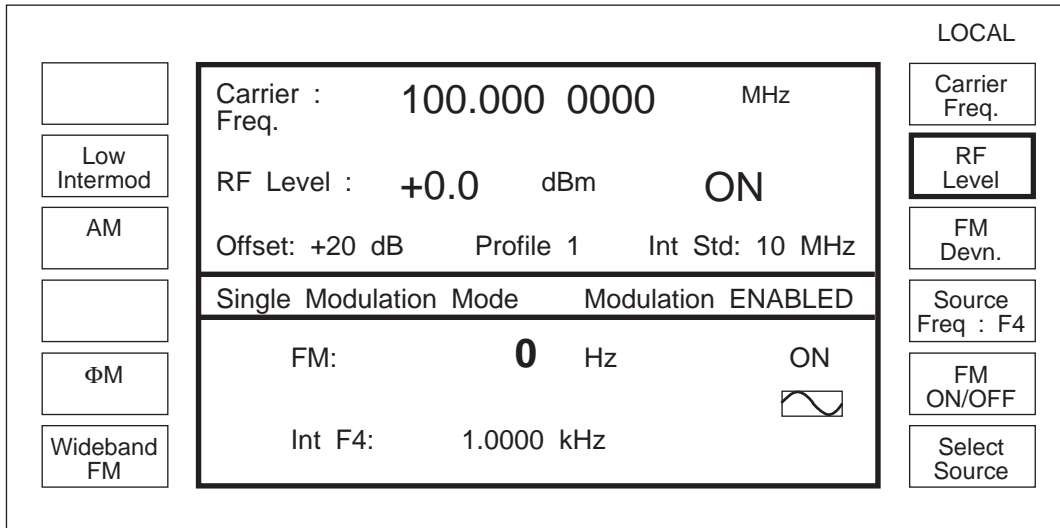 LOCAL
Low
Intermod
AM
ΦM
Wideband
FM
Carrier :
Freq.
100.000 0000 MHz
RF Level : +0.0 dBm ON
Offset: +20 dB Profile 1 Int Std: 10 MHz
Single Modulation Mode Modulation ENABLED
FM: 0 Hz ON
Int F4: 1.0000 kHz
Carrier
Freq.
RF
Level
FM
Devn.
Source
Freq : F4
FM
ON/OFF
Select
Source